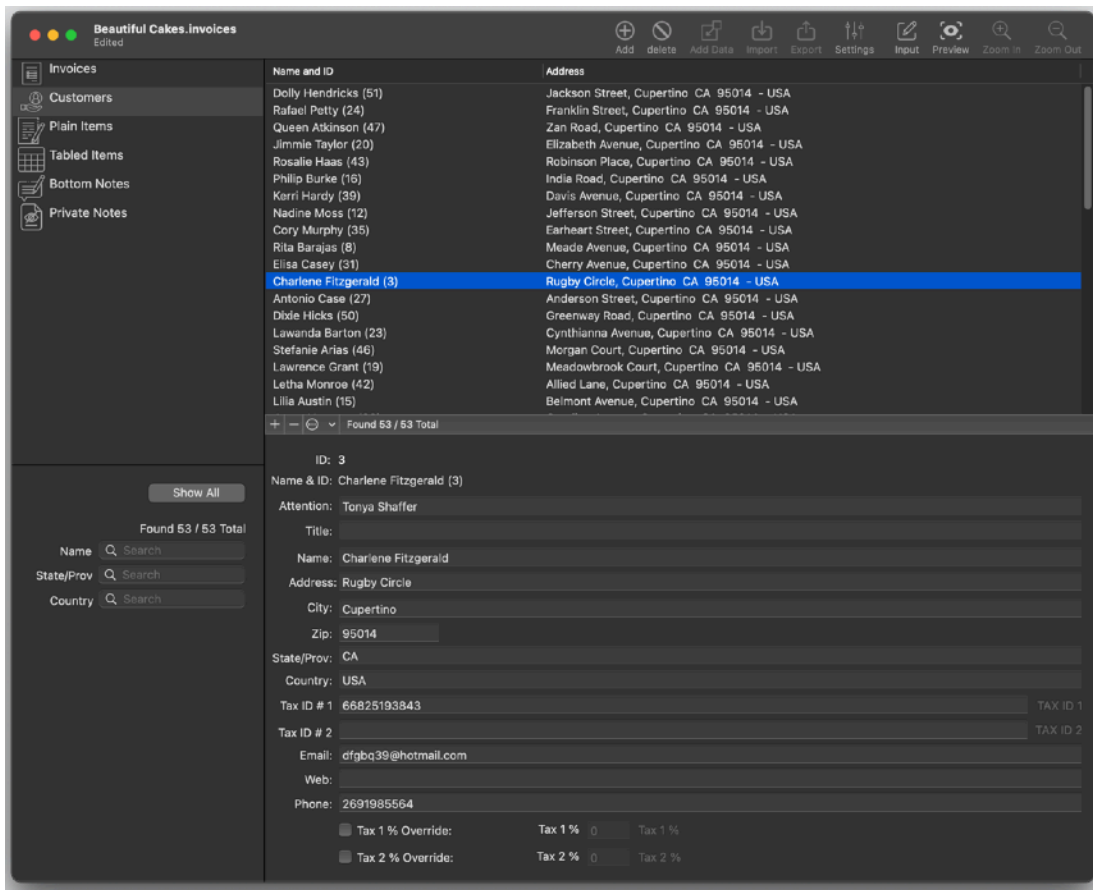 Beautiful Cakes.invoices
Edited
Add delete Add Data Import Export Settings Input Preview Zoom In Zoom Out
Invoices
Customers
Plain Items
Tabled Items
Bottom Notes
Private Notes
Show All
Found 53 / 53 Total
Name Search
State/Prov Search
Country Search
Name and ID Address
Dolly Hendricks (51) Jackson Street, Cupertino CA 95014 - USA
Rafael Petty (24) Franklin Street, Cupertino CA 95014 - USA
Queen Atkinson (47) Zan Road, Cupertino CA 95014 - USA
Jimmie Taylor (20) Elizabeth Avenue, Cupertino CA 95014 - USA
Rosalie Haas (43) Robinson Place, Cupertino CA 95014 - USA
Philip Burke (16) India Road, Cupertino CA 95014 - USA
Kerri Hardy (39) Davis Avenue, Cupertino CA 95014 - USA
Nadine Moss (12) Jefferson Street, Cupertino CA 95014 - USA
Cory Murphy (35) Earheart Street, Cupertino CA 95014 - USA
Rita Barajas (8) Meade Avenue, Cupertino CA 95014 - USA
Elisa Casey (31) Cherry Avenue, Cupertino CA 95014 - USA
Charlene Fitzgerald (3) Rugby Circle, Cupertino CA 95014 - USA
Antonio Case (27) Anderson Street, Cupertino CA 95014 - USA
Dixie Hicks (50) Greenway Road, Cupertino CA 95014 - USA
Lawanda Barton (23) Cynthianna Avenue, Cupertino CA 95014 - USA
Stefanie Arias (46) Morgan Court, Cupertino CA 95014 - USA
Lawrence Grant (19) Meadowbrook Court, Cupertino CA 95014 - USA
Letha Monroe (42) Allied Lane, Cupertino CA 95014 - USA
Lilia Austin (15) Belmont Avenue, Cupertino CA 95014 - USA
Found 53 / 53 Total
ID: 3
Name & ID: Charlene Fitzgerald (3)
Attention: Tonya Shaffer
Title:
Name: Charlene Fitzgerald
Address: Rugby Circle
City: Cupertino
Zip: 95014
State/Prov: CA
Country: USA
Tax ID # 1 66825193843 TAX ID 1
Tax ID # 2 TAX ID 2
Email: dfgbq39@hotmail.com
Web:
Phone: 2691985564
Tax 1 % Override: Tax 1 % 0 Tax 1 %
Tax 2 % Override: Tax 2 % 0 Tax 2 %